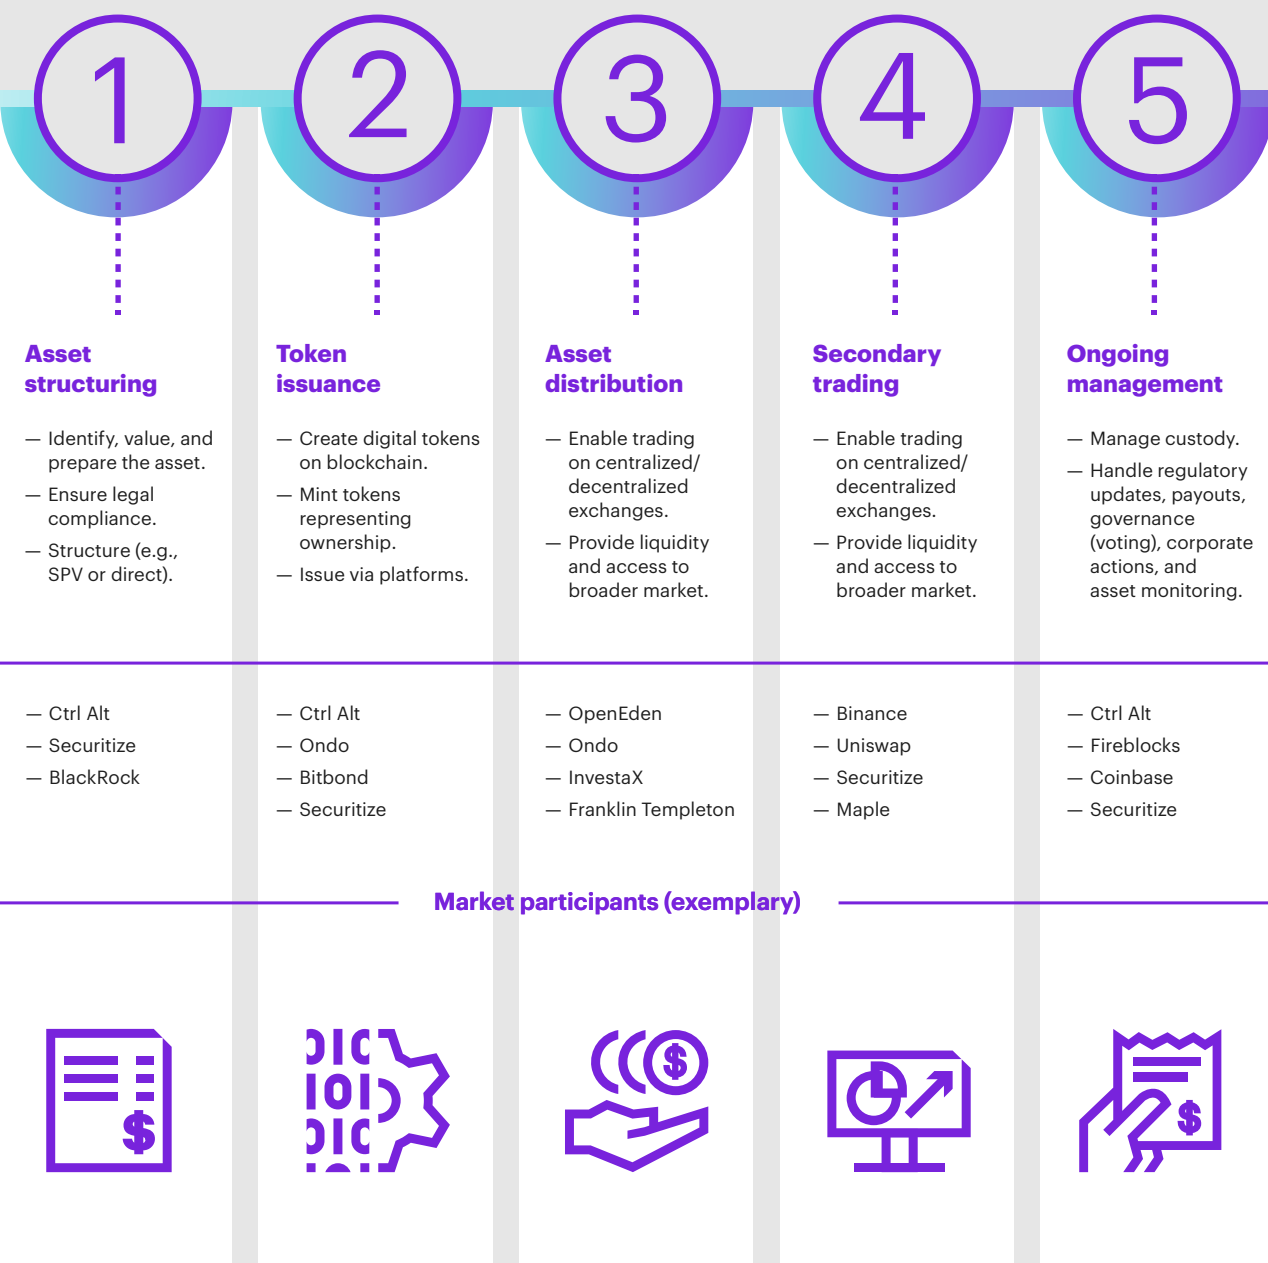 1
2
3
4
5
Asset
structuring
— Identify, value, and
prepare the asset.
— Ensure legal
compliance.
— Structure (e.g.,
SPV or direct).
Token
issuance
— Create digital tokens
on blockchain.
— Mint tokens
representing
ownership.
— Issue via platforms.
Asset
distribution
— Enable trading
on centralized/
decentralized
exchanges.
— Provide liquidity
and access to
broader market.
Secondary
trading
— Enable trading
on centralized/
decentralized
exchanges.
— Provide liquidity
and access to
broader market.
Ongoing
management
— Manage custody.
— Handle regulatory
updates, payouts,
governance
(voting), corporate
actions, and
asset monitoring.
— Ctrl Alt
— Securitize
— BlackRock
— Ctrl Alt
— Ondo
— Bitbond
— Securitize
— OpenEden
— Ondo
— InvestaX
— Franklin Templeton
— Binance
— Uniswap
— Securitize
— Maple
— Ctrl Alt
— Fireblocks
— Coinbase
— Securitize
Market participants (exemplary)
$
$
$